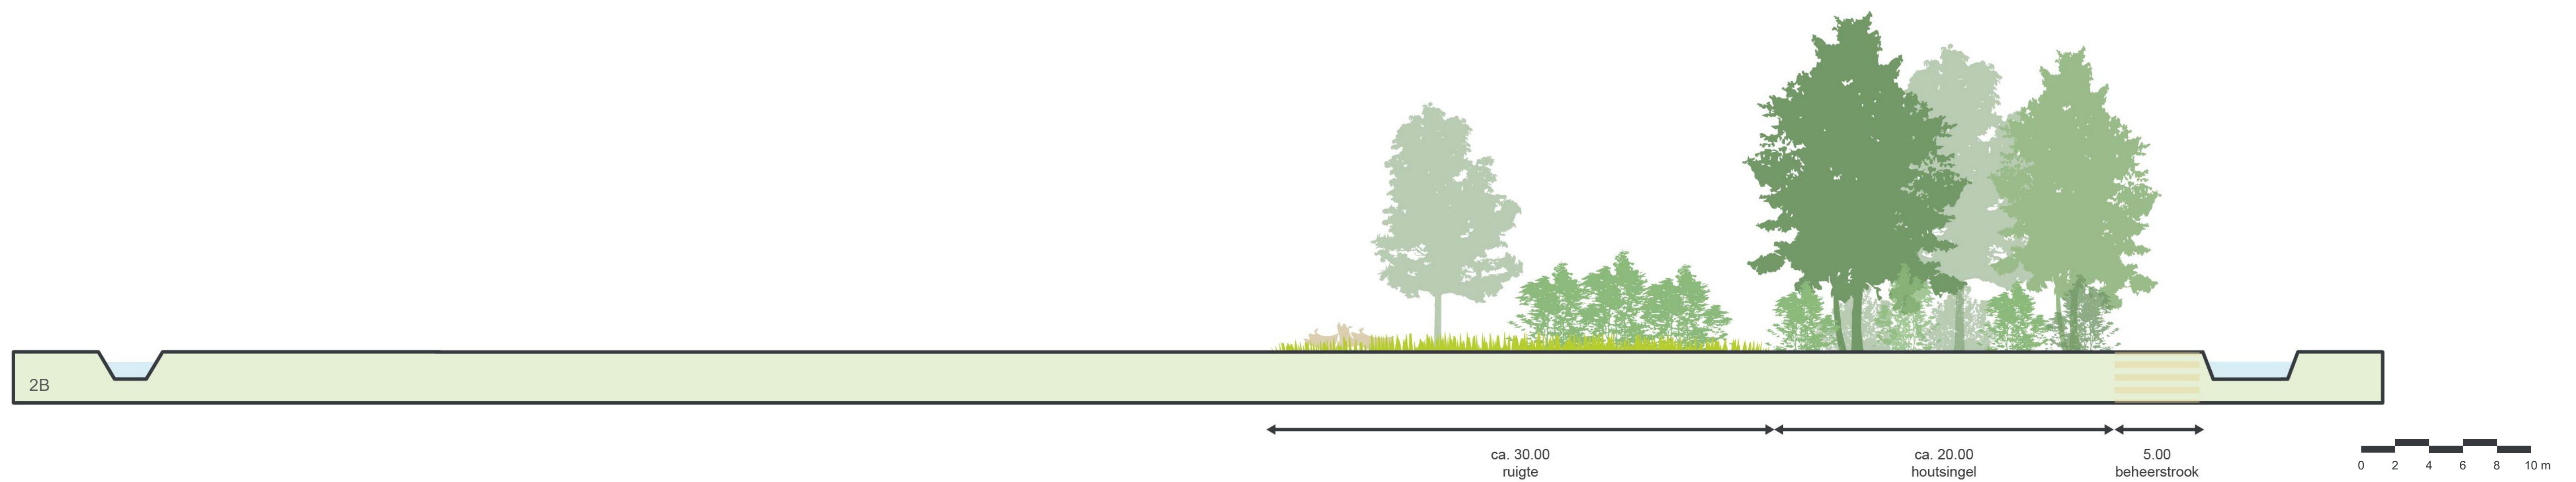 2B
ca. 30.00
ruigte
ca. 20.00
houtsingel
5.00
beheerstrook
0 2 4 6 8 10 m